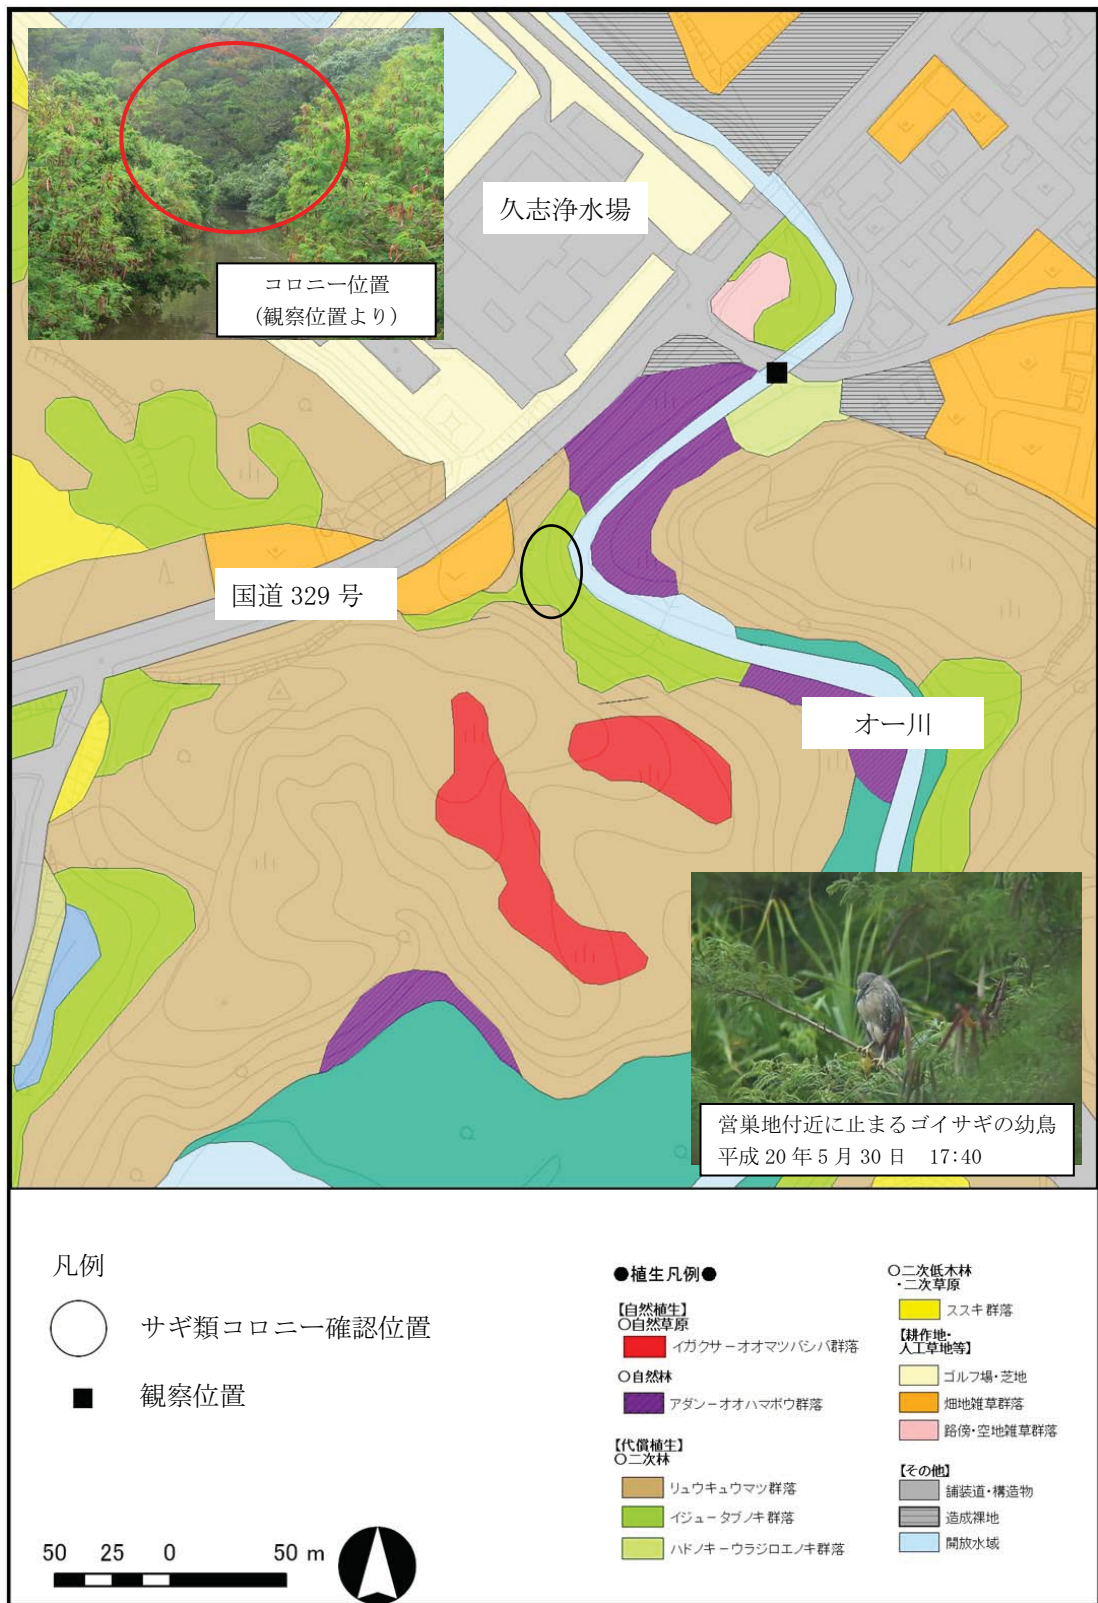 久志浄水場
コロニー位置
(観察位置より)
国道 329 号
オー川
営巣地付近に止まるゴイサギの幼鳥
平成 20 年 5 月 30 日　17:40
凡例
サギ類コロニー確認位置
観察位置
50 25 0 50 m
●植生凡例●
【自然植生】
○自然草原
イガクサーオオマツバシバ群落
○自然林
アダンーオオハマボウ群落
【代償植生】
○二次林
リュウキュウマツ群落
イジュータブノキ群落
ハドノキーウラジロエノキ群落
○二次低木林
・二次草原
ススキ群落
【耕作地・
人工草地等】
ゴルフ場・芝地
畑地雑草群落
路傍・空地雑草群落
【その他】
舗装道・構造物
造成裸地
開放水域